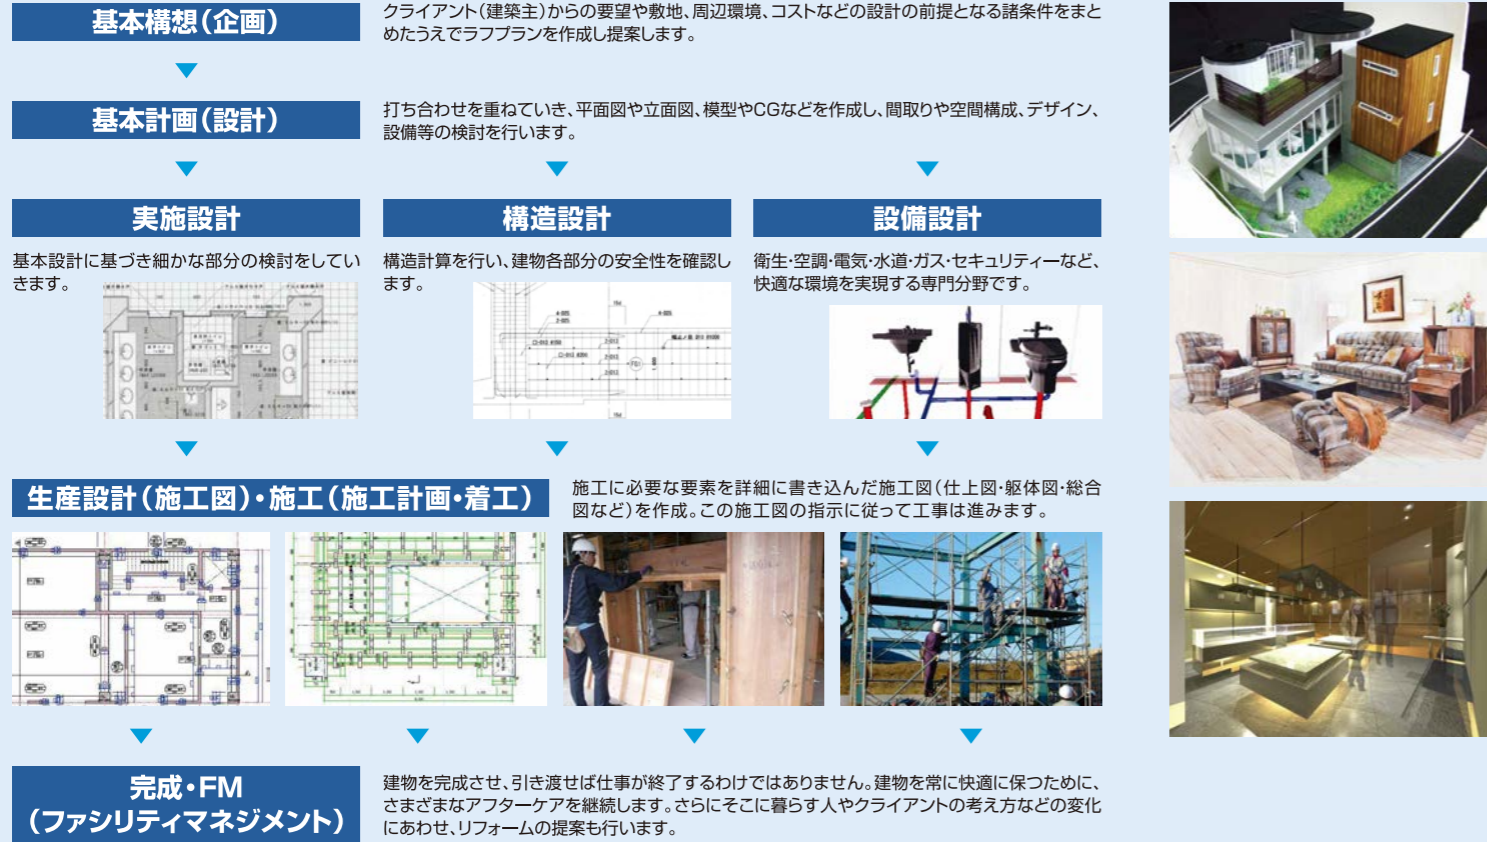 基本構想（企画）
クライアント（建築主）からの要望や敷地、周辺環境、コストなどの設計の前提となる諸条件をまと
めたうえでラフプランを作成し提案します。
基本計画（設計）
打ち合わせを重ねていき、平面図や立面図、模型やCGなどを作成し、間取りや空間構成、デザイン、
設備等の検討を行います。
実施設計
基本設計に基づき細かな部分の検討をしてい
きます。
構造設計
構造計算を行い、建物各部分の安全性を確認し
ます。
設備設計
衛生・空調・電気・水道・ガス・セキュリティーなど、
快適な環境を実現する専門分野です。
生産設計（施工図）・施工（施工計画・着工）
施工に必要な要素を詳細に書き込んだ施工図（仕上図・躯体図・総合
図など）を作成。この施工図の指示に従って工事は進みます。
完成・FM
（ファシリティマネジメント）
建物を完成させ、引き渡せば仕事が終了するわけではありません。建物を常に快適に保つために、
さまざまなアフターケアを継続します。さらにそこに暮らす人やクライアントの考え方などの変化
にあわせ、リフォームの提案も行います。